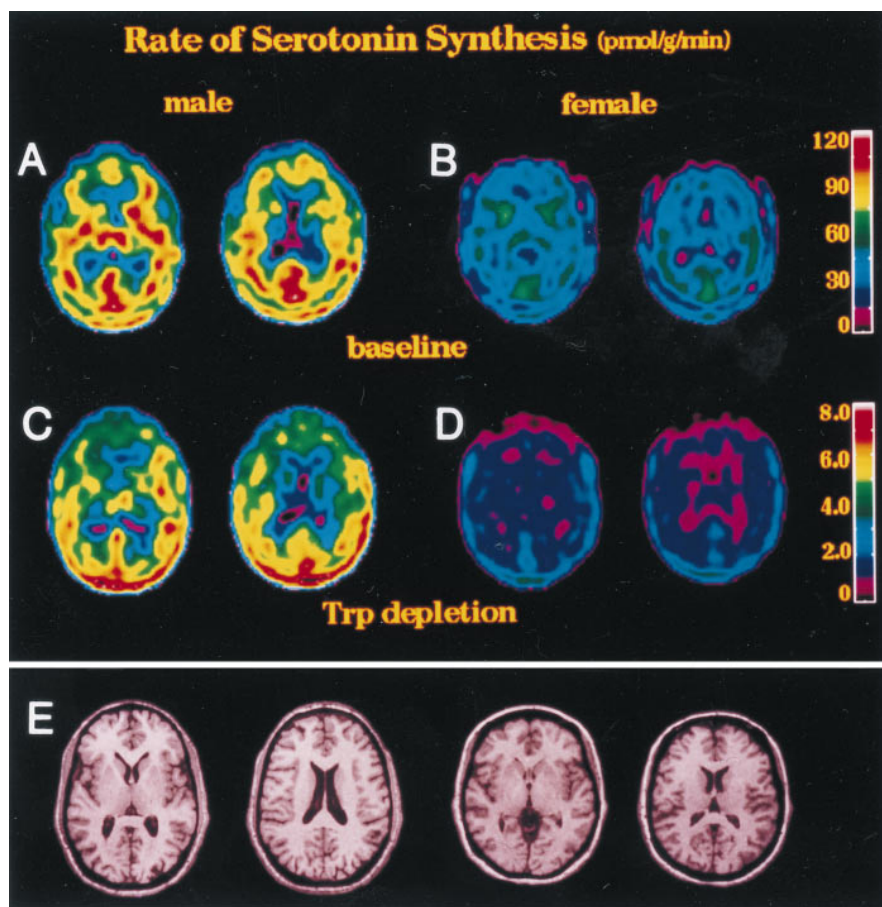 Rate of Serotonin Synthesis (pmol/g/min)
male female
A B
120
90
60
30
0
baseline
C D
8.0
6.0
4.0
2.0
0
Trp depletion
E